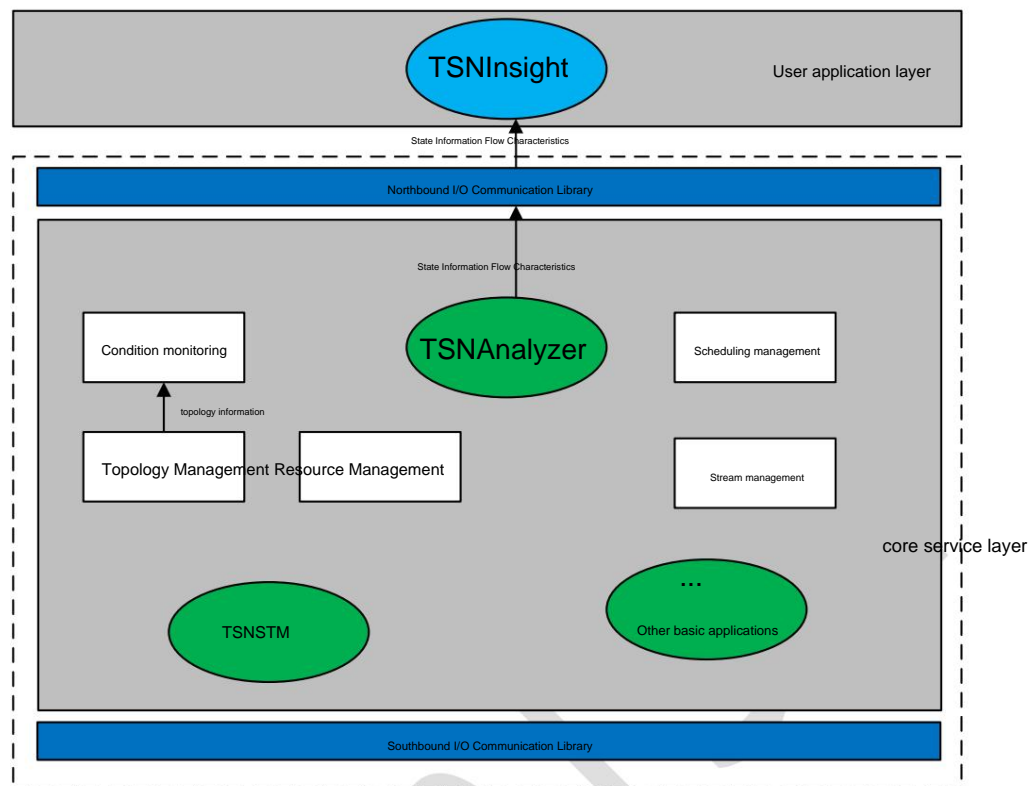 TSNInsight
User application layer
State Information Flow Characteristics
Northbound I/O Communication Library
State Information Flow Characteristics
Condition monitoring
TSNAnalyzer
Scheduling management
topology information
Topology Management Resource Management
Stream management
core service layer
...
TSNSTM
Other basic applications
Southbound I/O Communication Library